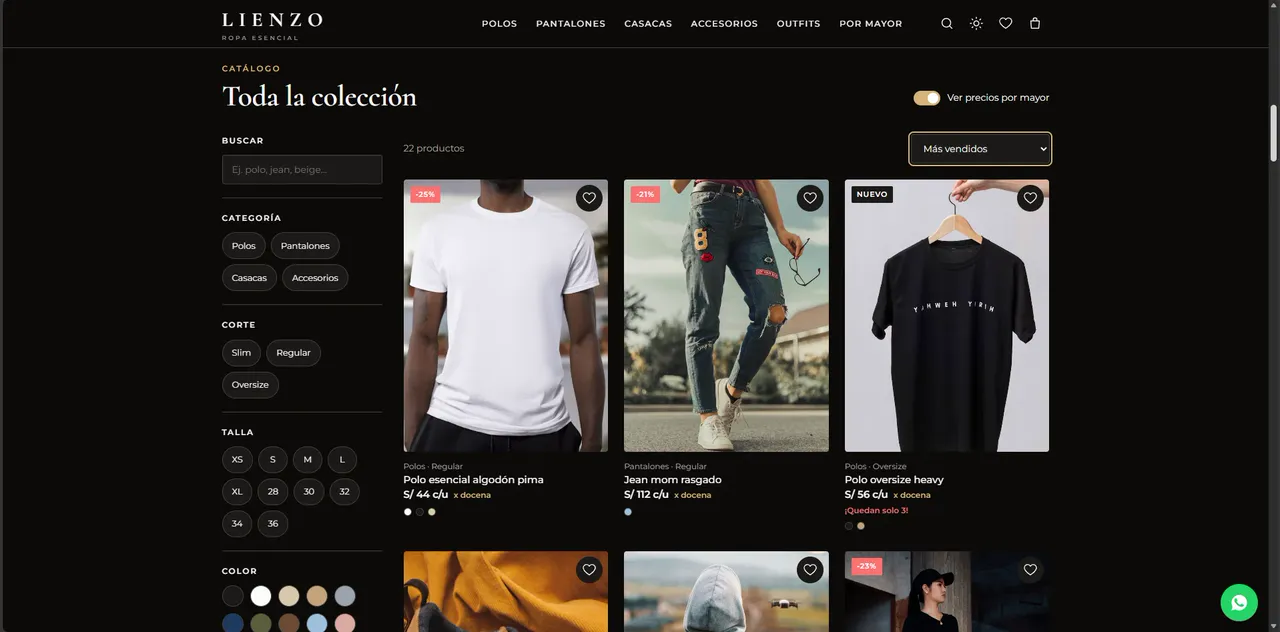 LIENZO
ROPA ESENCIAL
POLOS PANTALONES CASACAS ACCESORIOS OUTFITS POR MAYOR
CATÁLOGO
Toda la colección
Ver precios por mayor
BUSCAR
Ej. polo, jean, beige...
CATEGORÍA
Polos
Pantalones
Casacas
Accesorios
CORTE
Slim
Regular
Oversize
TALLA
XS S M L
XL 28 30 32
34 36
COLOR
22 productos
Más vendidos
-25%
Polos · Regular
Polo esencial algodón pima
S/ 44 c/u x docena
-21%
8
Pantalones · Regular
Jean mom rasgado
S/ 112 c/u x docena
NUEVO
YAHWEH YIRIH
Polos · Oversize
Polo oversize heavy
S/ 56 c/u x docena
¡Quedan solo 3!
-23%